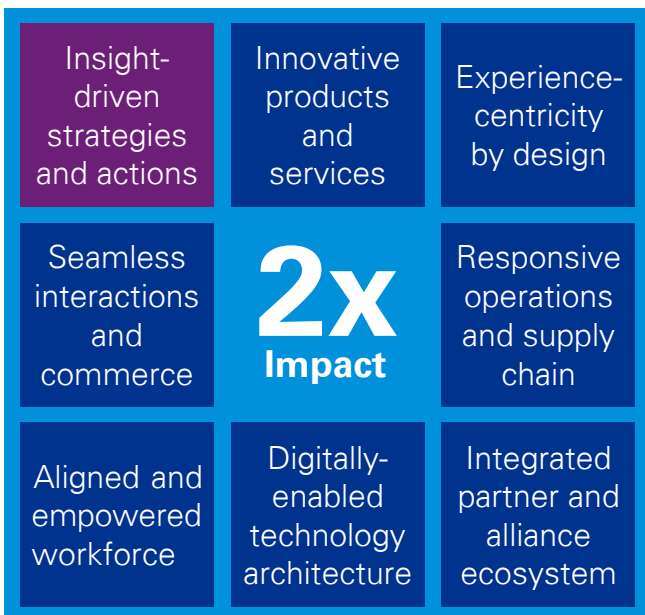 Insight-
driven
strategies
and actions
Innovative
products
and
services
Experience-
centricity
by design
Seamless
interactions
and
commerce
2x
Impact
Responsive
operations
and supply
chain
Aligned and
empowered
workforce
Digitally-
enabled
technology
architecture
Integrated
partner and
alliance
ecosystem